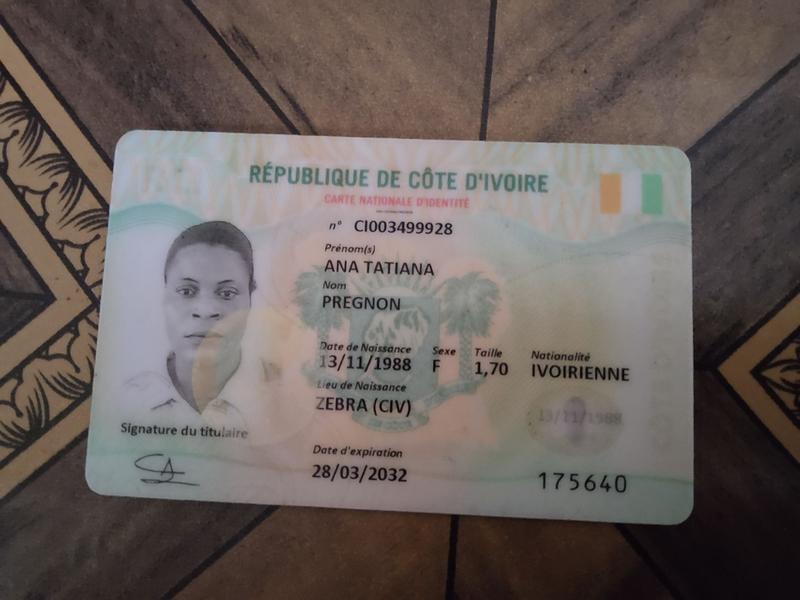 RÉPUBLIQUE DE CÔTE D'IVOIRE
CARTE NATIONALE D'IDENTITÉ
n° CI003499928
Prénom(s)
ANA TATIANA
Nom
PREGNON
Date de Naissance Sexe Taille Nationalité
13/11/1988 F 1,70 IVOIRIENNE
Lieu de Naissance
ZEBRA (CIV)
13/11/1988
Signature du titulaire
Date d'expiration
28/03/2032
175640